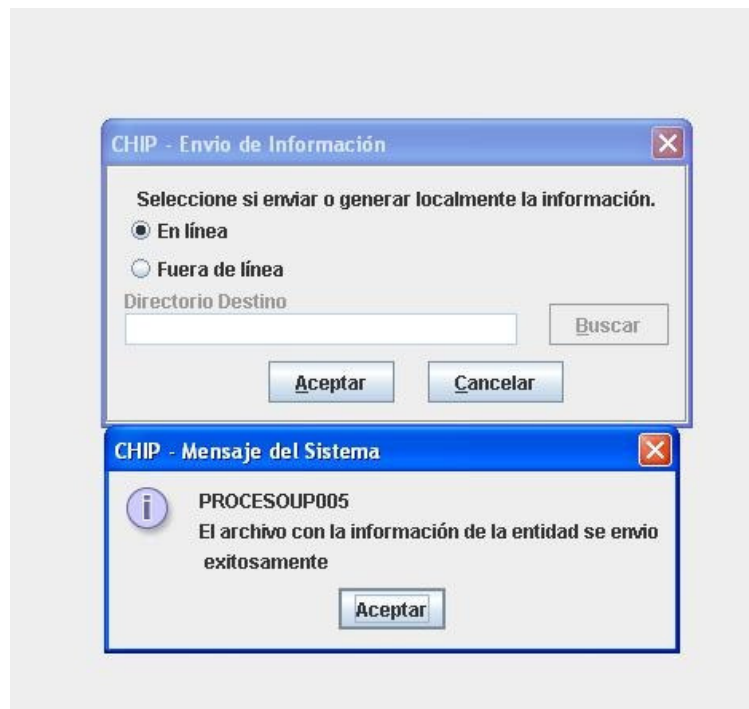 CHIP - Envio de Información
Seleccione si enviar o generar localmente la información.
En línea
Fuera de línea
Directorio Destino
Buscar
Aceptar
Cancelar
CHIP - Mensaje del Sistema
PROCESOUP005
El archivo con la información de la entidad se envio
exitosamente
Aceptar